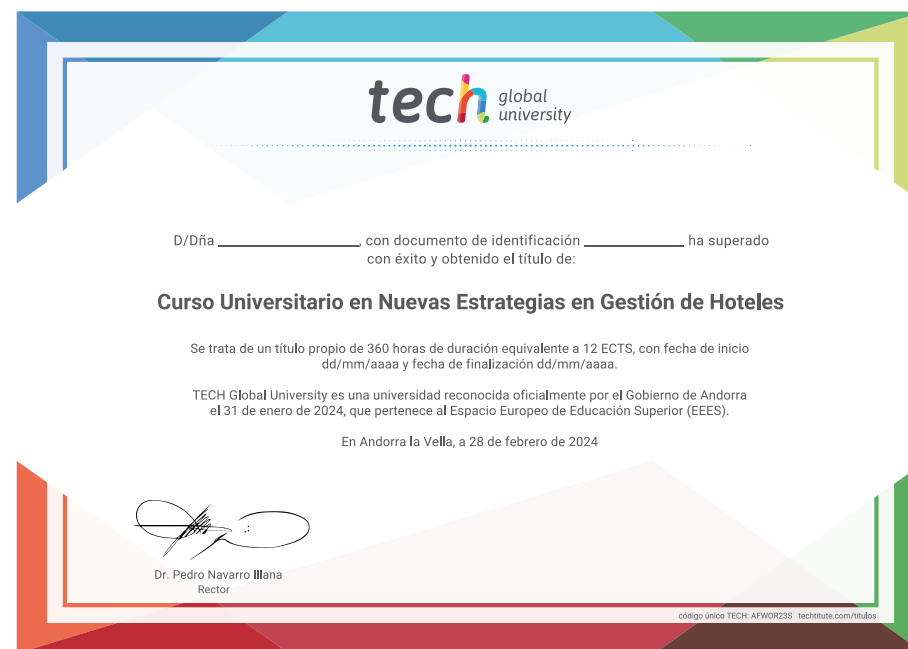 tech global university
D/Dña ____________________, con documento de identificación ______________ ha superado
con éxito y obtenido el título de:
Curso Universitario en Nuevas Estrategias en Gestión de Hoteles
Se trata de un título propio de 360 horas de duración equivalente a 12 ECTS, con fecha de inicio
dd/mm/aaaa y fecha de finalización dd/mm/aaaa.
TECH Global University es una universidad reconocida oficialmente por el Gobierno de Andorra
el 31 de enero de 2024, que pertenece al Espacio Europeo de Educación Superior (EEES).
En Andorra la Vella, a 28 de febrero de 2024
Dr. Pedro Navarro Illana
Rector
código único TECH: AFWOR23S techtitute.com/titulos